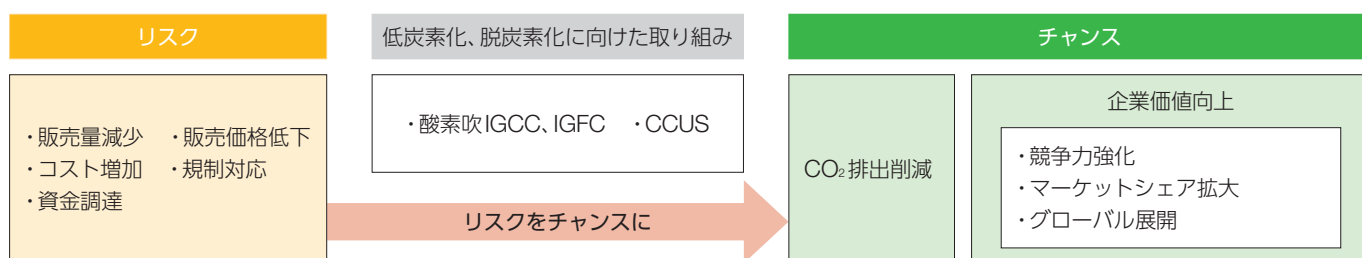 リスク
・販売量減少　・販売価格低下
・コスト増加　・規制対応
・資金調達
低炭素化、脱炭素化に向けた取り組み
・酸素吹IGCC、IGFC　・CCUS
リスクをチャンスに
チャンス
CO₂排出削減
企業価値向上
・競争力強化
・マーケットシェア拡大
・グローバル展開